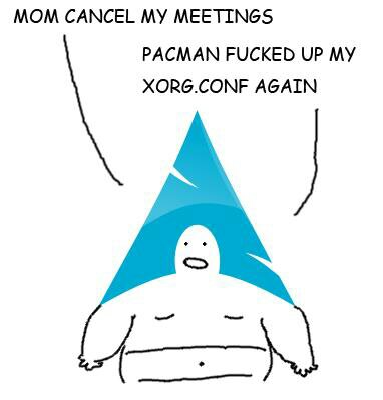 MOM CANCEL MY MEETINGS
PACMAN FUCKED UP MY
XORG.CONF AGAIN